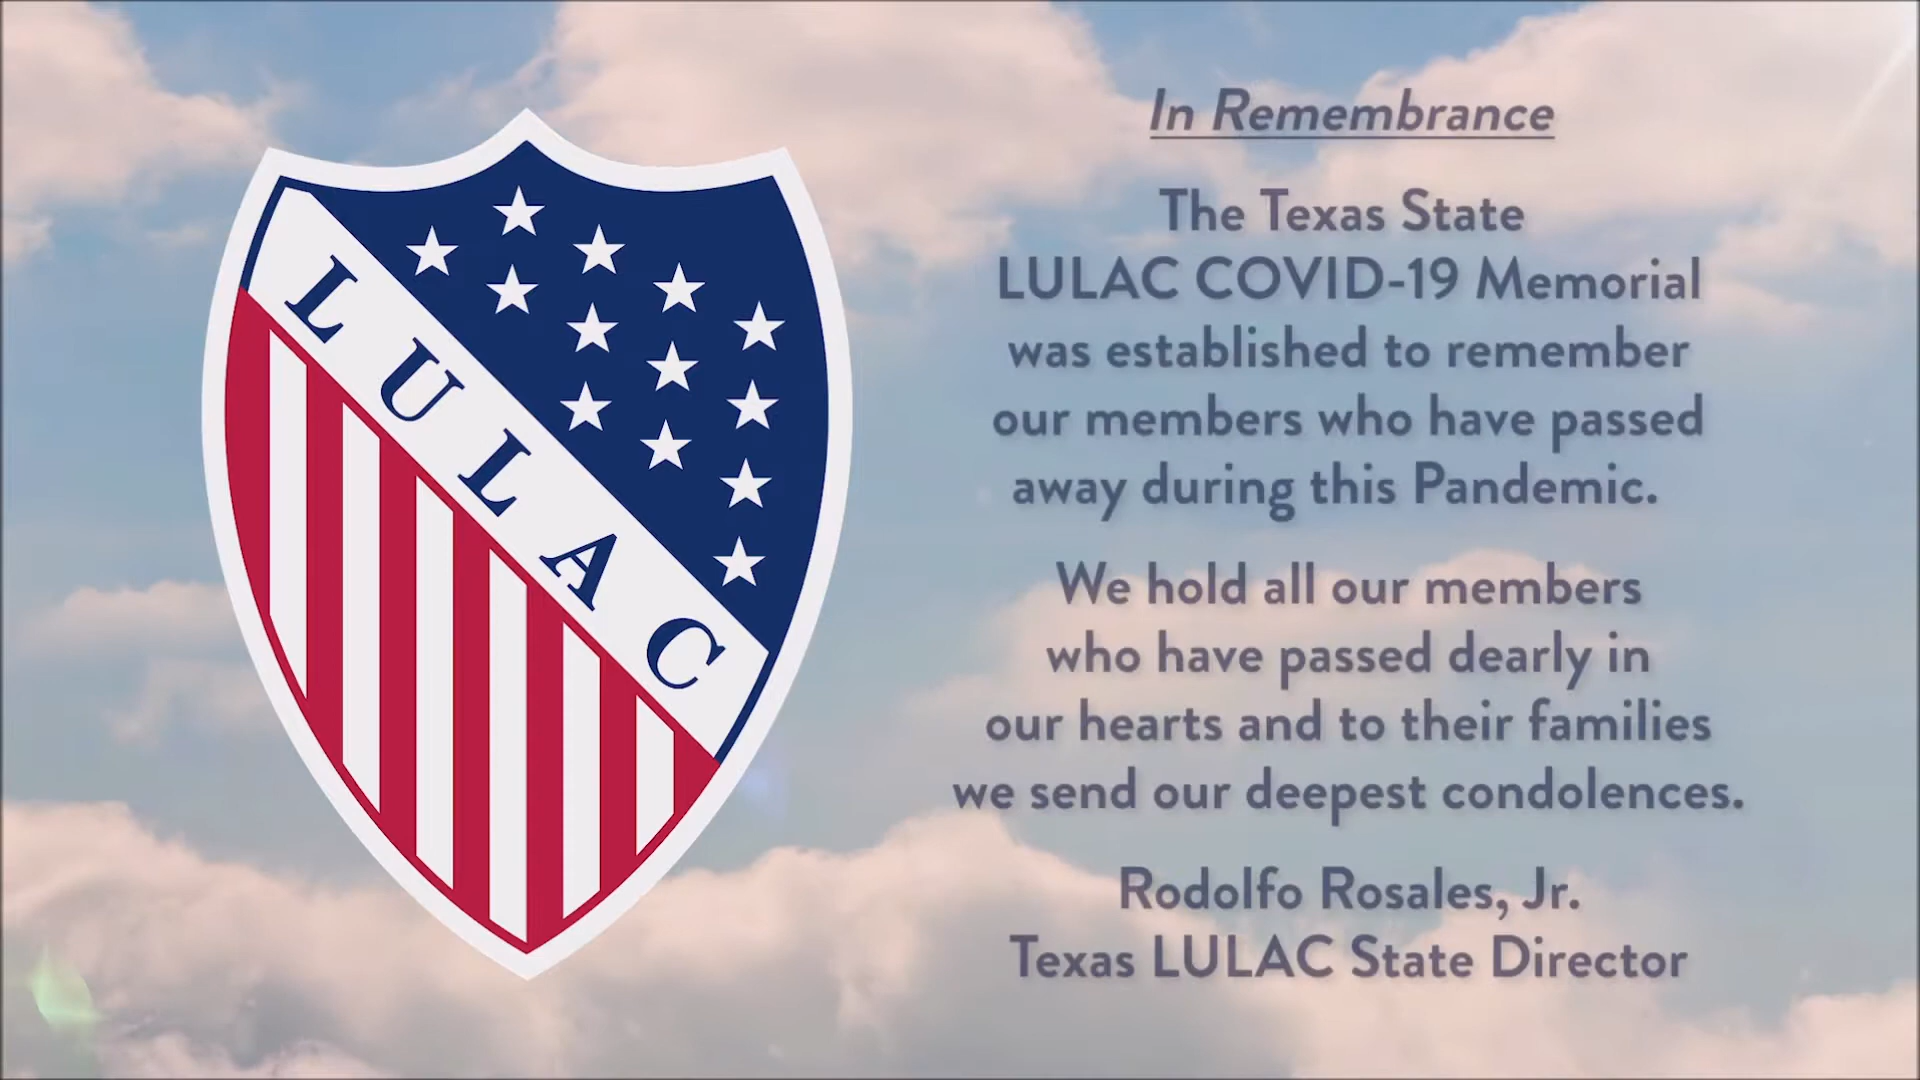 LULAC
In Remembrance
The Texas State
LULAC COVID-19 Memorial
was established to remember
our members who have passed
away during this Pandemic.
We hold all our members
who have passed dearly in
our hearts and to their families
we send our deepest condolences.
Rodolfo Rosales, Jr.
Texas LULAC State Director